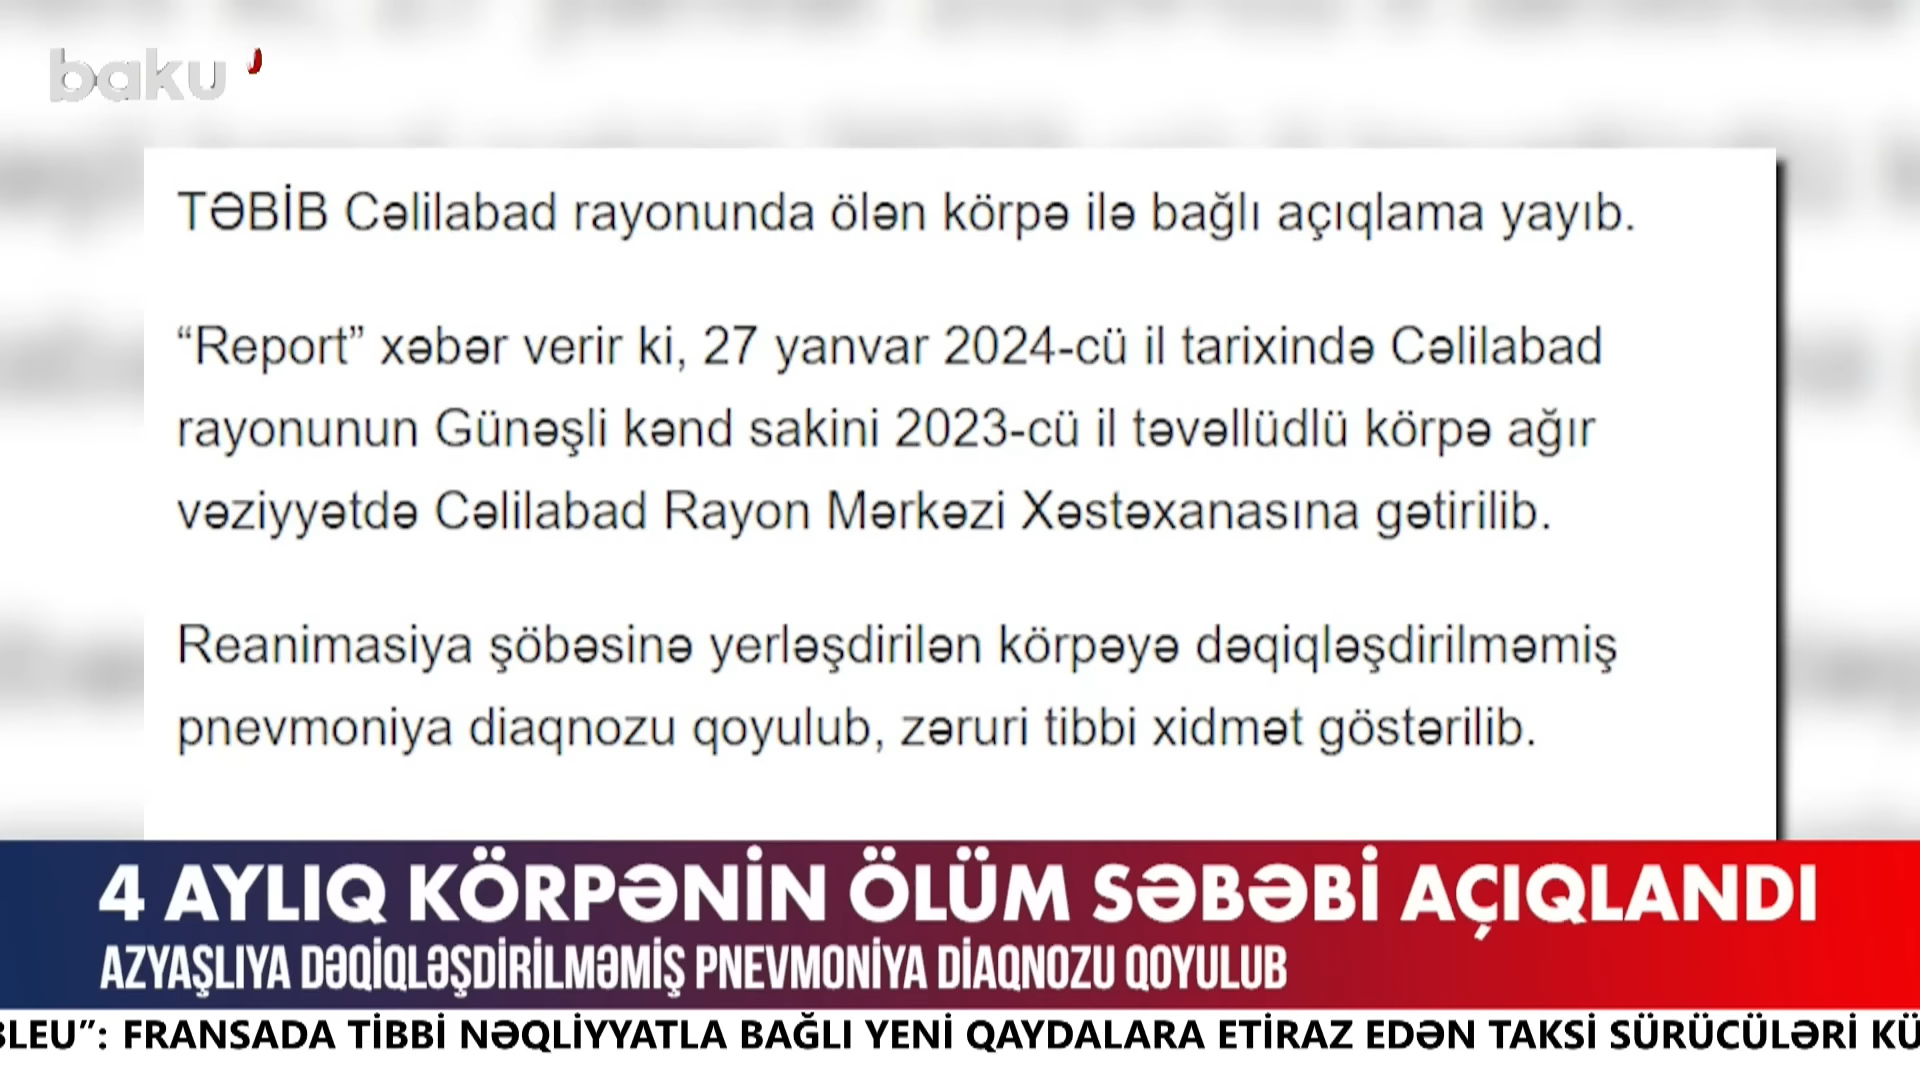 baku
TƏBİB Cəlilabad rayonunda ölən körpə ilə bağlı açıqlama yayıb.
“Report” xəbər verir ki, 27 yanvar 2024-cü il tarixində Cəlilabad
rayonunun Günəşli kənd sakini 2023-cü il təvəllüdlü körpə ağır
vəziyyətdə Cəlilabad Rayon Mərkəzi Xəstəxanasına gətirilib.
Reanimasiya şöbəsinə yerləşdirilən körpəyə dəqiqləşdirilməmiş
pnevmoniya diaqnozu qoyulub, zəruri tibbi xidmət göstərilib.
4 AYLIQ KÖRPƏNİN ÖLÜM SƏBƏBİ AÇIQLANDI
AZYAŞLIYA DƏQİQLƏŞDİRİLMƏMİŞ PNEVMONİYA DİAQNOZU QOYULUB
BLEU”: FRANSADA TİBBİ NƏQLİYYATLA BAĞLI YENİ QAYDALARA ETİRAZ EDƏN TAKSİ SÜRÜCÜLƏRİ KÜ